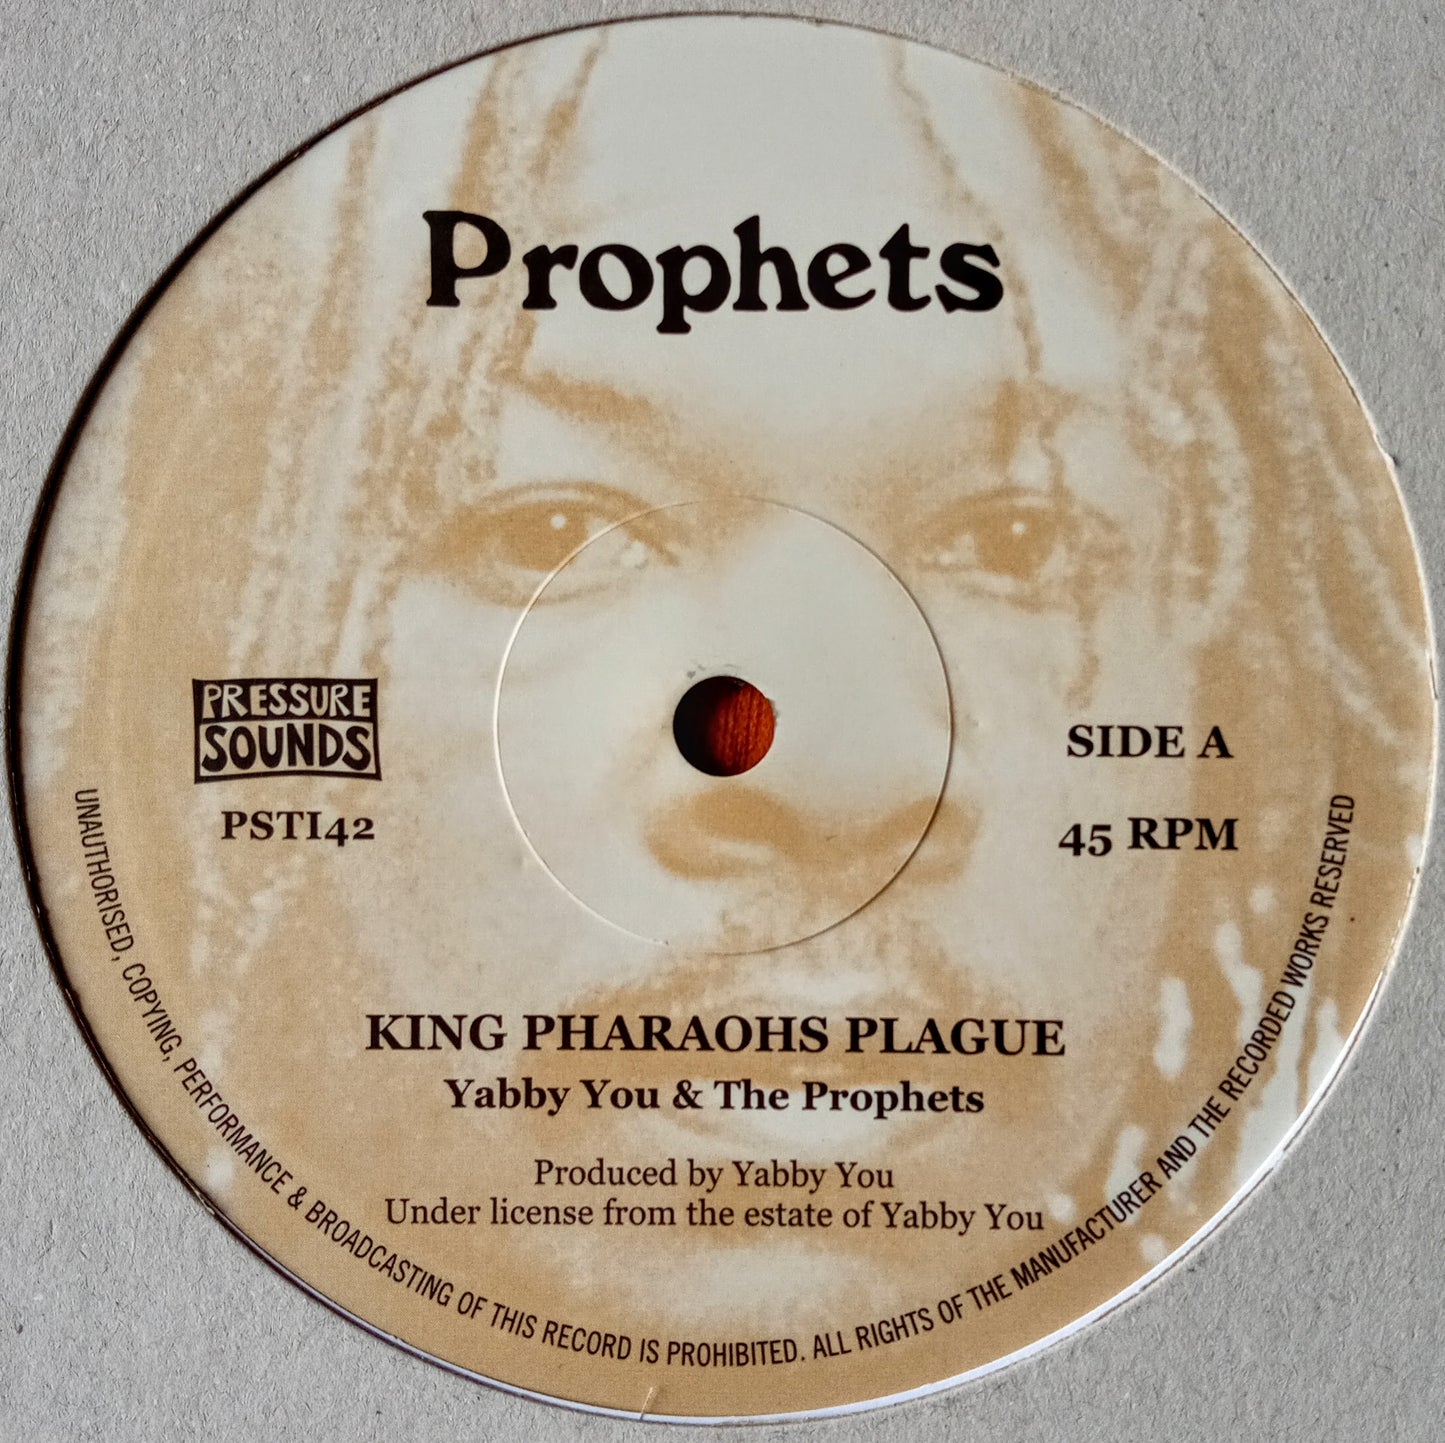 Prophets
PRESSURE
SOUNDS
PSTI42
SIDE A
45 RPM
KING PHARAOHS PLAGUE
Yabby You & The Prophets
Produced by Yabby You
Under license from the estate of Yabby You
UNAUTHORISED, COPYING, PERFORMANCE & BROADCASTING OF THIS RECORD IS PROHIBITED. ALL RIGHTS OF THE MANUFACTURER AND THE RECORDED WORKS RESERVED